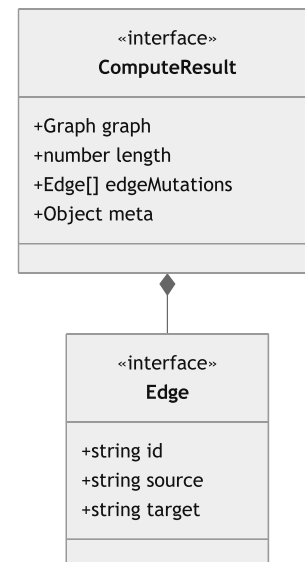 «interface»
ComputeResult
+Graph graph
+number length
+Edge[] edgeMutations
+Object meta
«interface»
Edge
+string id
+string source
+string target